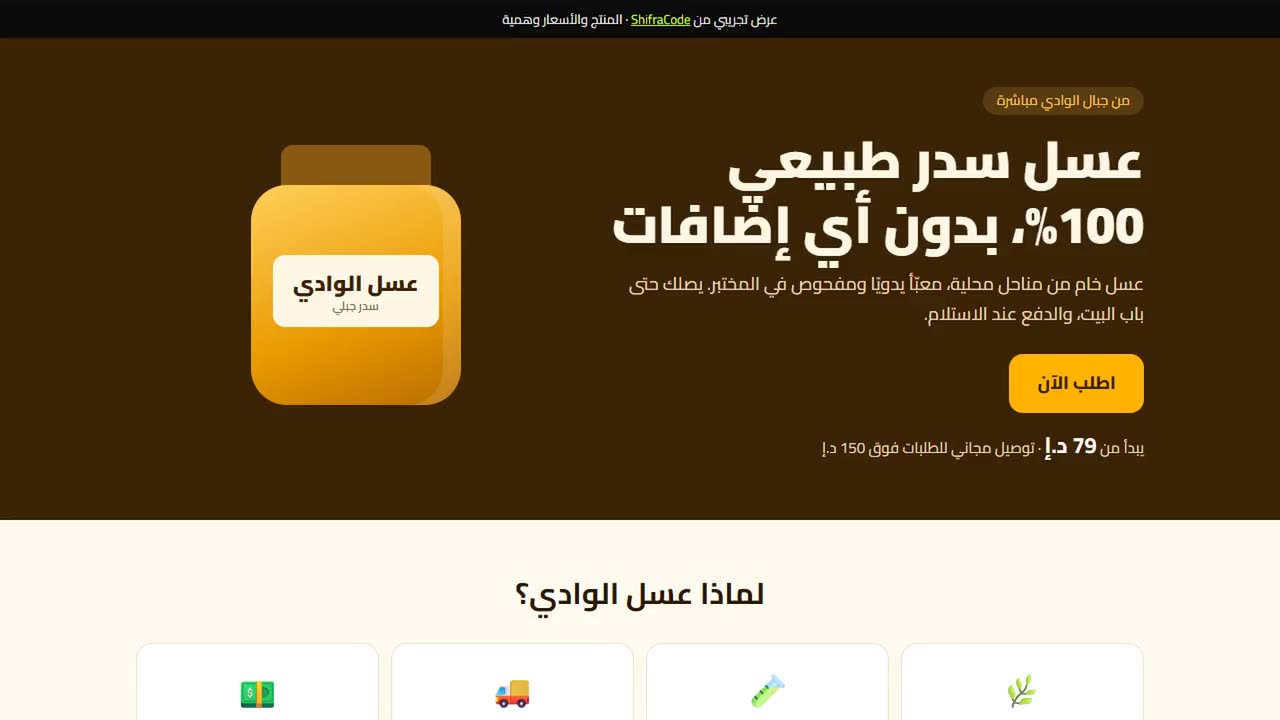 عرض تجريبي من ShifraCode · المنتج والأسعار وهمية
من جبال الوادي مباشرة
عسل سدر طبيعي
100%، بدون أي إضافات
عسل خام من مناحل محلية، معبّأ يدويًا ومفحوص في المختبر. يصلك حتى
باب البيت، والدفع عند الاستلام.
اطلب الآن
يبدأ من 79 د.إ · توصيل مجاني للطلبات فوق 150 د.إ
عسل الوادي
سدر جبلي
لماذا عسل الوادي؟